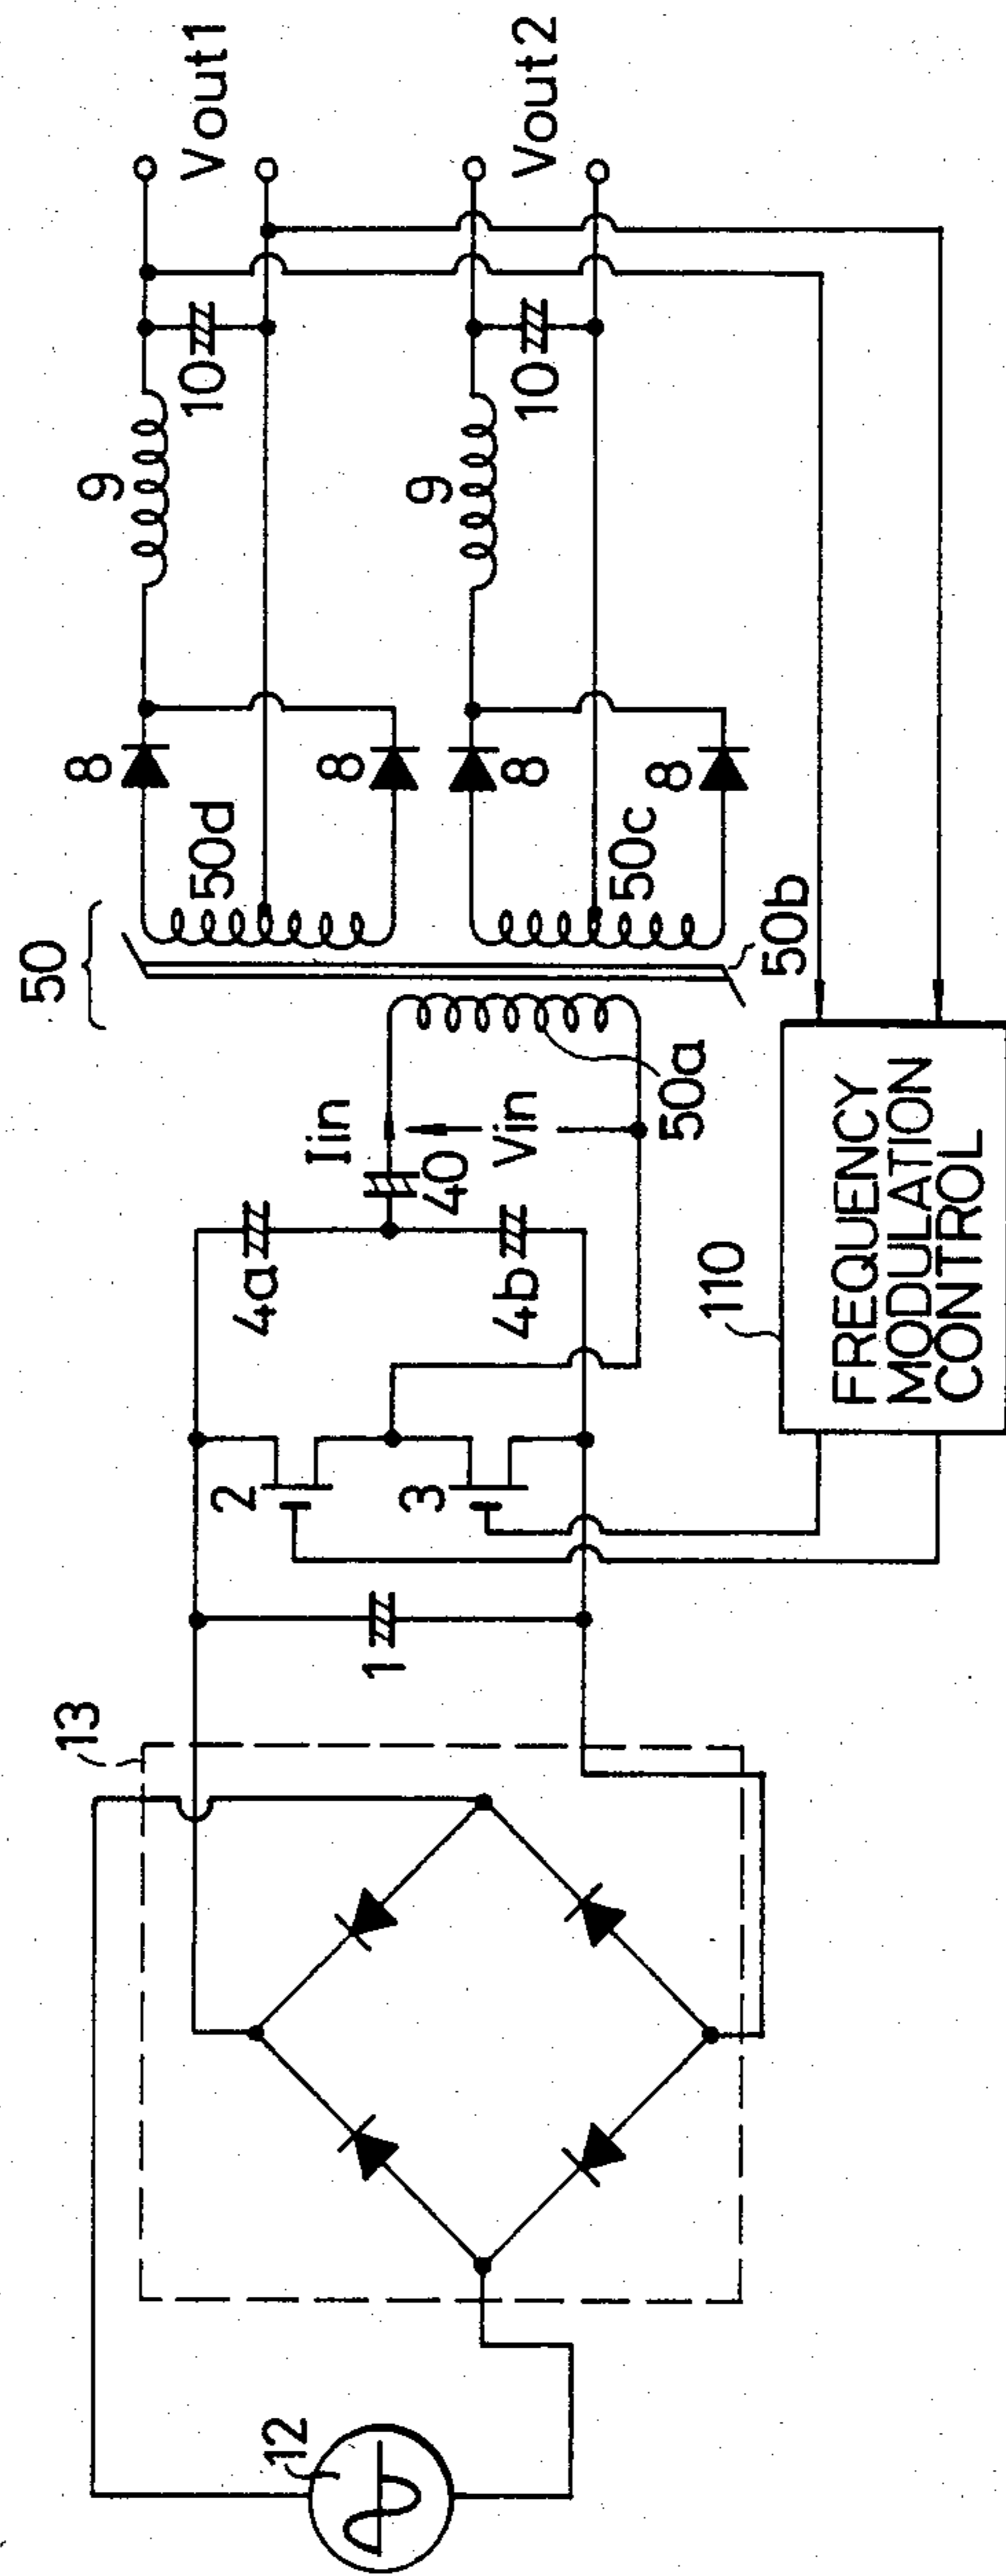 12
13
1
2
3
4a
4b
40
Iin
Vin
50a
50
50b
50d
50c
8
8
8
8
9
9
10
10
Vout1
Vout2
110
FREQUENCY
MODULATION
CONTROL